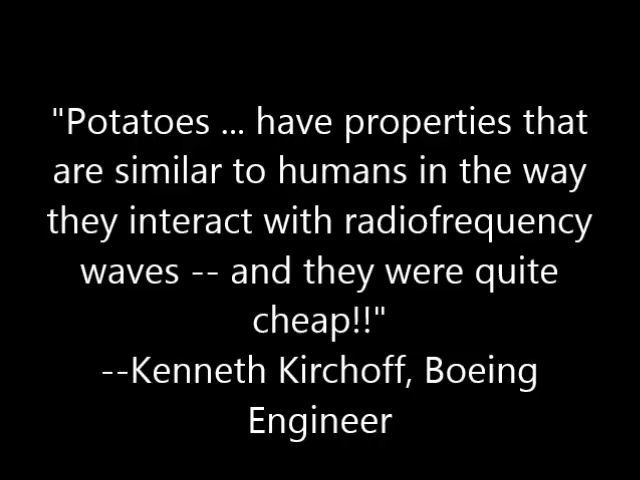 "Potatoes ... have properties that
are similar to humans in the way
they interact with radiofrequency
waves -- and they were quite
cheap!!"
--Kenneth Kirchoff, Boeing
Engineer